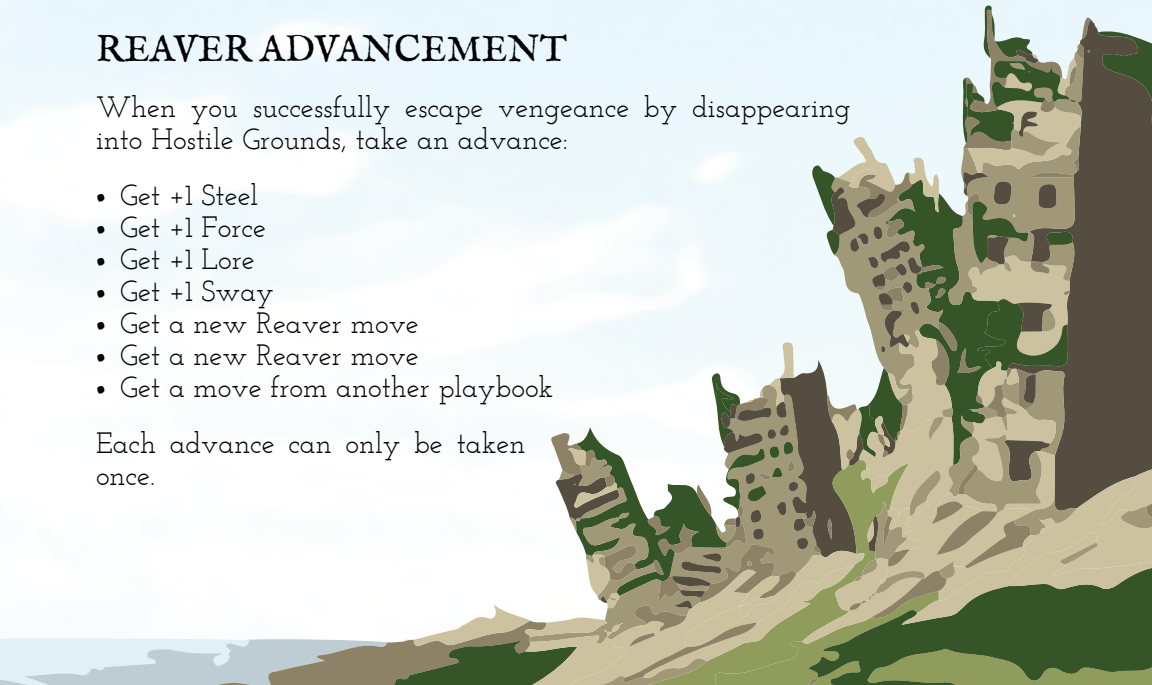 REAVER ADVANCEMENT
When you successfully escape vengeance by disappearing
into Hostile Grounds, take an advance:
• Get +1 Steel
• Get +1 Force
• Get +1 Lore
• Get +1 Sway
• Get a new Reaver move
• Get a new Reaver move
• Get a move from another playbook
Each advance can only be taken
once.